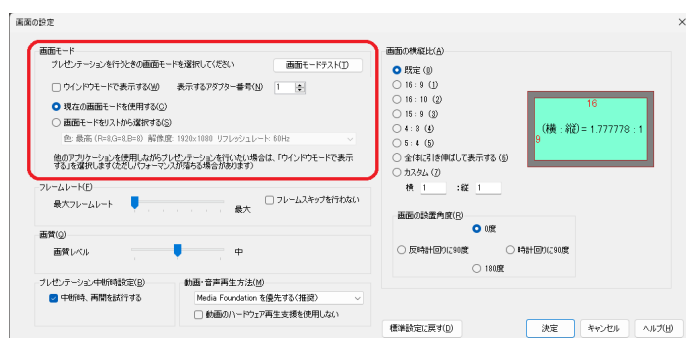 画面の設定
画面モード
プレゼンテーションを行うときの画面モードを選択してください
画面モードテスト(T)
ウインドウモードで表示する(W) 表示するアダプター番号(N) 1
現在の画面モードを使用する(C)
画面モードをリストから選択する(S)
色: 最高 (R=8,G=8,B=8) 解像度: 1920x1080 リフレッシュレート: 60Hz
他のアプリケーションを使用しながらプレゼンテーションを行いたい場合は、「ウインドウモードで表示
する」を選択します(ただしパフォーマンスが落ちる場合があります)
フレームレート(F)
最大フレームレート 最大
フレームスキップを行わない
画質(Q)
画質レベル 中
プレゼンテーション中断時設定(B)
中断時、再開を試行する
動画・音声再生方法(M)
Media Foundation を優先する(推奨)
動画のハードウェア再生支援を使用しない
画面の横縦比(A)
既定 (0)
16 : 9 (1)
16 : 10 (2)
15 : 9 (3)
4 : 3 (4)
5 : 4 (5)
全体に引き伸ばして表示する (6)
カスタム (7)
横 1 :縦 1
16
9
(横 : 縦) = 1.777778 : 1
画面の設置角度(R)
0度
反時計回りに90度
時計回りに90度
180度
標準設定に戻す(D)
決定
キャンセル
ヘルプ(H)